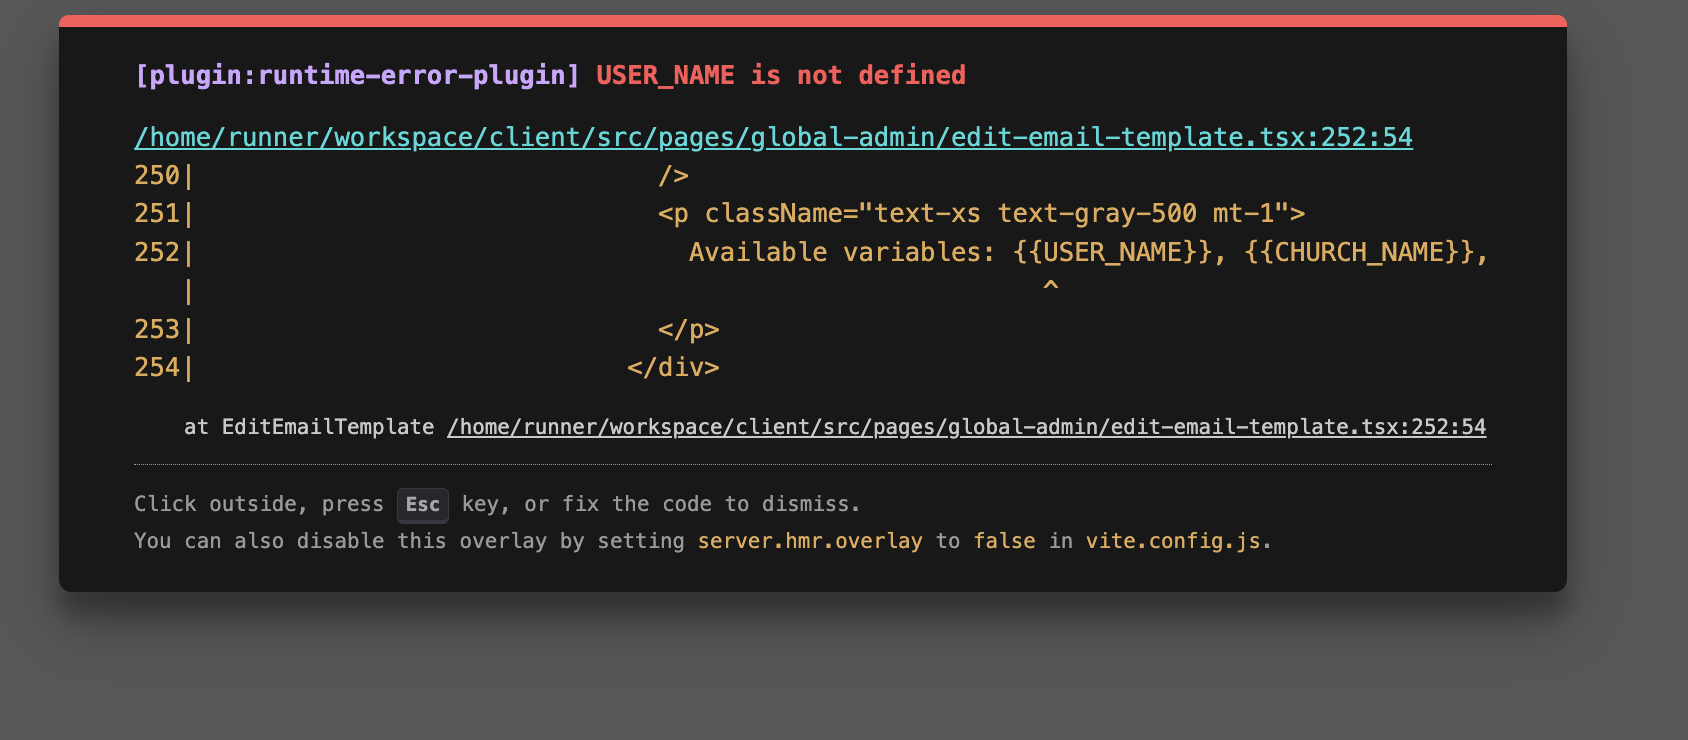 [plugin:runtime-error-plugin] USER_NAME is not defined
/home/runner/workspace/client/src/pages/global-admin/edit-email-template.tsx:252:54
250|                              />
251|                              <p className="text-xs text-gray-500 mt-1">
252|                                Available variables: {{USER_NAME}}, {{CHURCH_NAME}},
   |                                                       ^
253|                              </p>
254|                            </div>
at EditEmailTemplate /home/runner/workspace/client/src/pages/global-admin/edit-email-template.tsx:252:54
Click outside, press Esc key, or fix the code to dismiss.
You can also disable this overlay by setting server.hmr.overlay to false in vite.config.js.